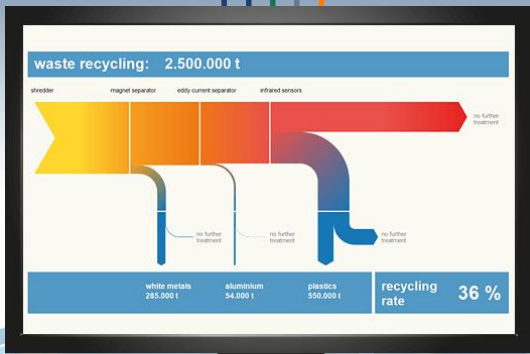 waste recycling: 2.500.000 t
shredder
magnet separator
eddy current separator
infrared sensors
no further
treatment
no further
treatment
no further
treatment
no further
treatment
white metals
285.000 t
aluminium
54.000 t
plastics
550.000 t
recycling
rate
36 %